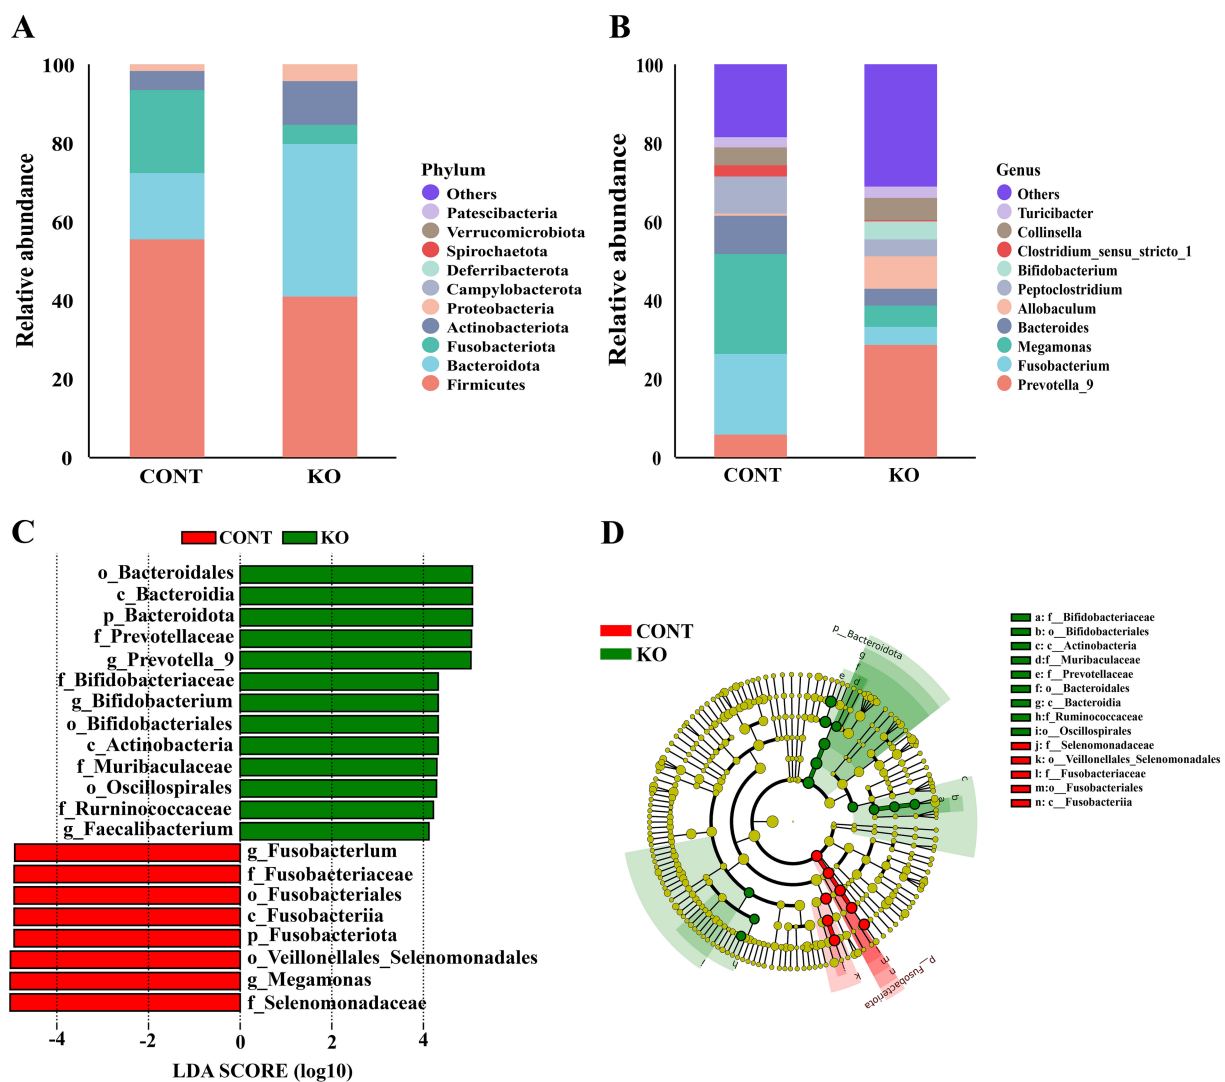 A
Relative abundance
100
80
60
40
20
0
CONT
KO
Phylum
Others
Patescibacteria
Verrucomicrobiota
Spirochaetota
Deferribacterota
Campylobacterota
Proteobacteria
Actinobacteriota
Fusobacteriota
Bacteroidota
Firmicutes
B
Relative abundance
100
80
60
40
20
0
CONT
KO
Genus
Others
Turicibacter
Collinsella
Clostridium_sensu_stricto_1
Bifidobacterium
Peptoclostridium
Allobaculum
Bacteroides
Megamonas
Fusobacterium
Prevotella_9
C
CONT
KO
o_Bacteroidales
c_Bacteroidia
p_Bacteroidota
f_Prevotellaceae
g_Prevotella_9
f_Bifidobacteriaceae
g_Bifidobacterium
o_Bifidobacteriales
c_Actinobacteria
f_Muribaculaceae
o_Oscillospirales
f_Rurninococcaceae
g_Faecalibacterium
g_Fusobacterlum
f_Fusobacteriaceae
o_Fusobacteriales
c_Fusobacteriia
p_Fusobacteriota
o_Veillonellales_Selenomonadales
g_Megamonas
f_Selenomonadaceae
-4
-2
0
2
4
LDA SCORE (log10)
D
CONT
KO
p__Bacteroidota
g
e
d
c
b
a
h
i
k
m
n
P_Fusobacteriota
a: f__Bifidobacteriaceae
b: o__Bifidobacteriales
c: c__Actinobacteria
d:f__Muribaculaceae
e: f__Prevotellaceae
f: o__Bacteroidales
g: c__Bacteroidia
h:f_Ruminococcaceae
i:o__Oscillospirales
j: f__Selenomonadaceae
k: o__Veillonellales_Selenomonadales
l: f__Fusobacteriaceae
m:o__Fusobacteriales
n: c__Fusobacteriia